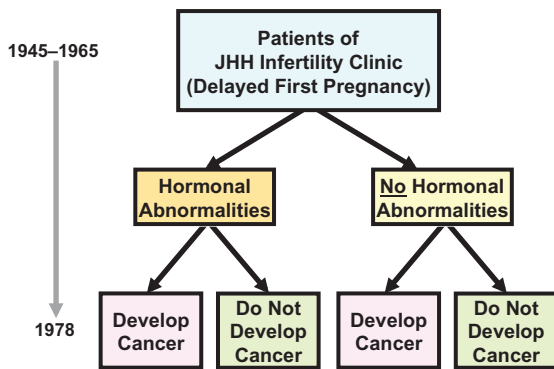 1945–1965
Patients of
JHH Infertility Clinic
(Delayed First Pregnancy)
Hormonal
Abnormalities
No Hormonal
Abnormalities
1978
Develop
Cancer
Do Not
Develop
Cancer
Develop
Cancer
Do Not
Develop
Cancer